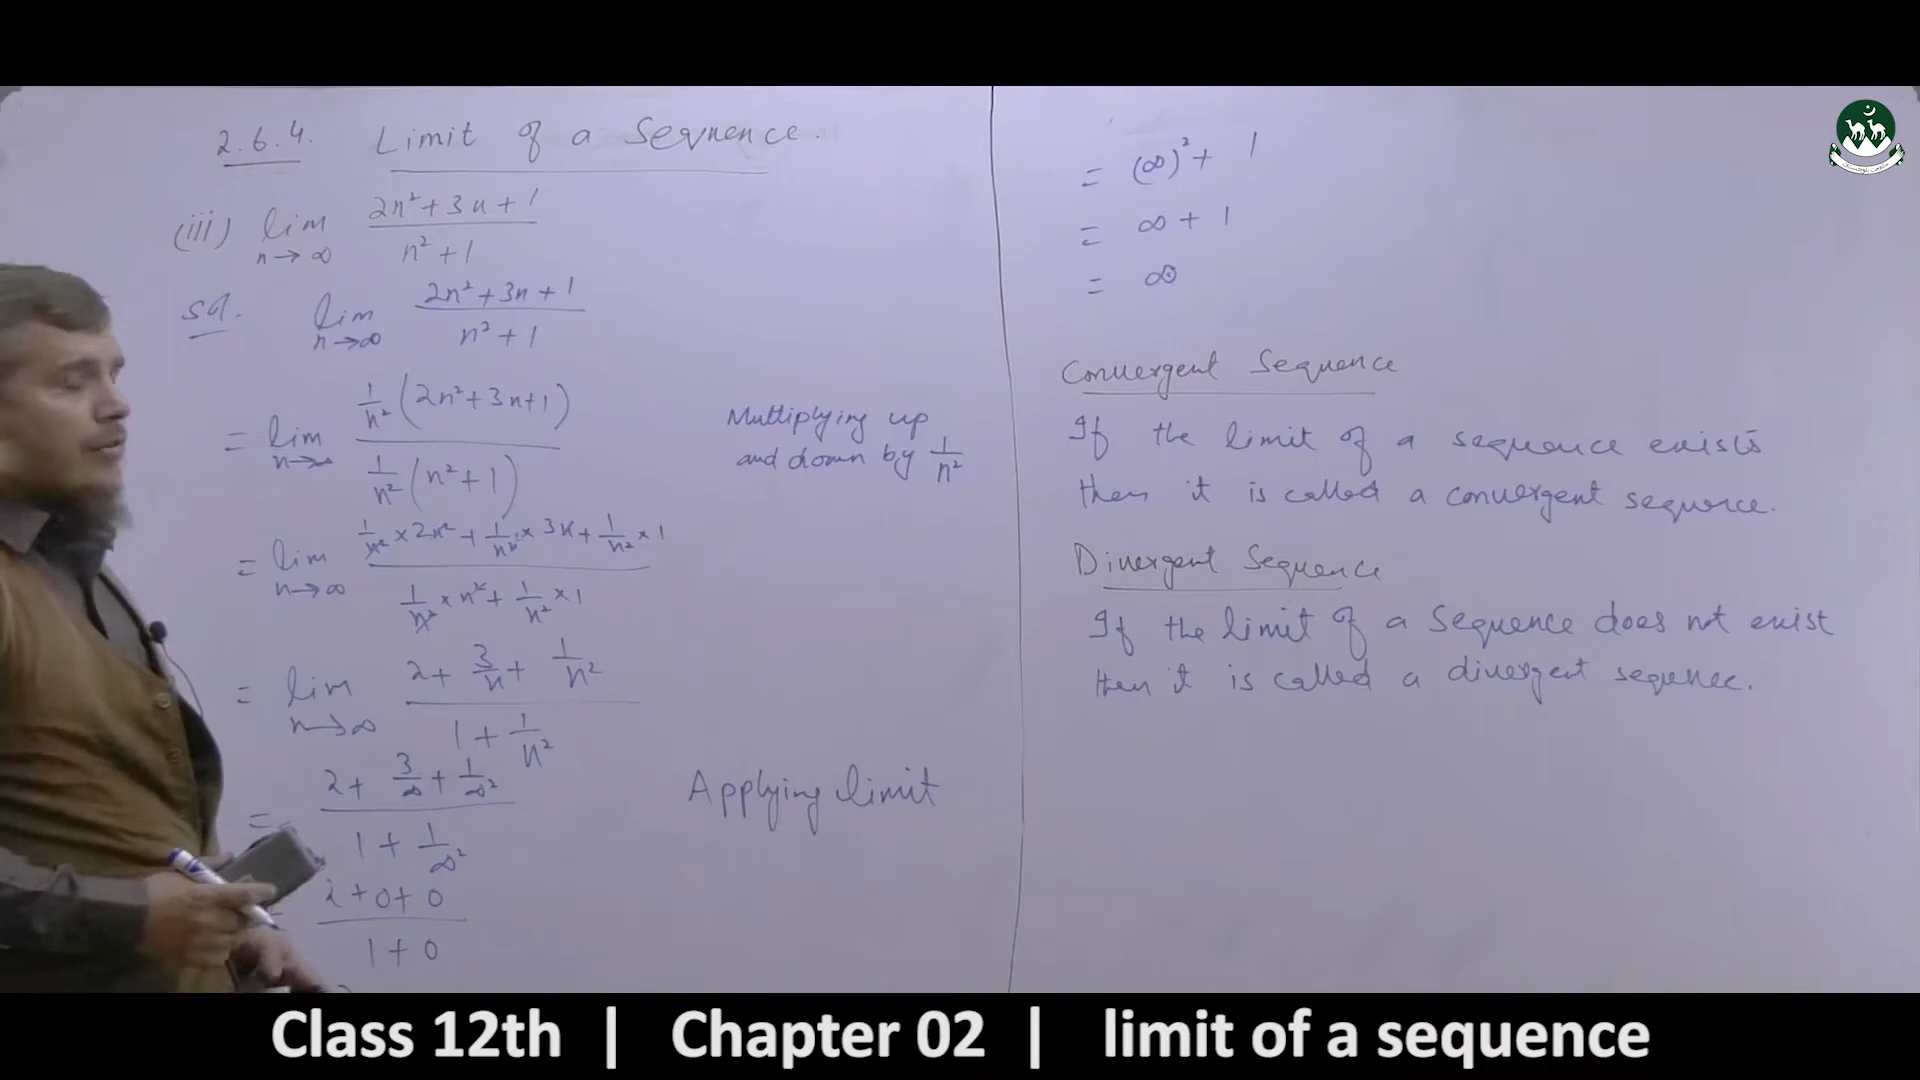 2.6.4. Limit of a Sequence.
(iii) lim n→∞ (2n²+3n+1)/(n²+1)
Sol. lim n→∞ (2n²+3n+1)/(n²+1)
= lim n→∞ (1/n² (2n²+3n+1))/(1/n² (n²+1)) Multiplying up and down by 1/n²
= lim n→∞ (1/n² × 2n² + 1/n² × 3n + 1/n² × 1)/(1/n² × n² + 1/n² × 1)
= lim n→∞ (2 + 3/n + 1/n²)/(1 + 1/n²)
= (2 + 3/∞ + 1/∞²)/(1 + 1/∞²) Applying limit
= (2+0+0)/(1+0)
= (∞)² + 1
= ∞ + 1
= ∞
Convergent Sequence
If the limit of a sequence exists
then it is called a convergent sequence.
Divergent Sequence
If the limit of a sequence does not exist
then it is called a divergent sequence.
Class 12th | Chapter 02 | limit of a sequence